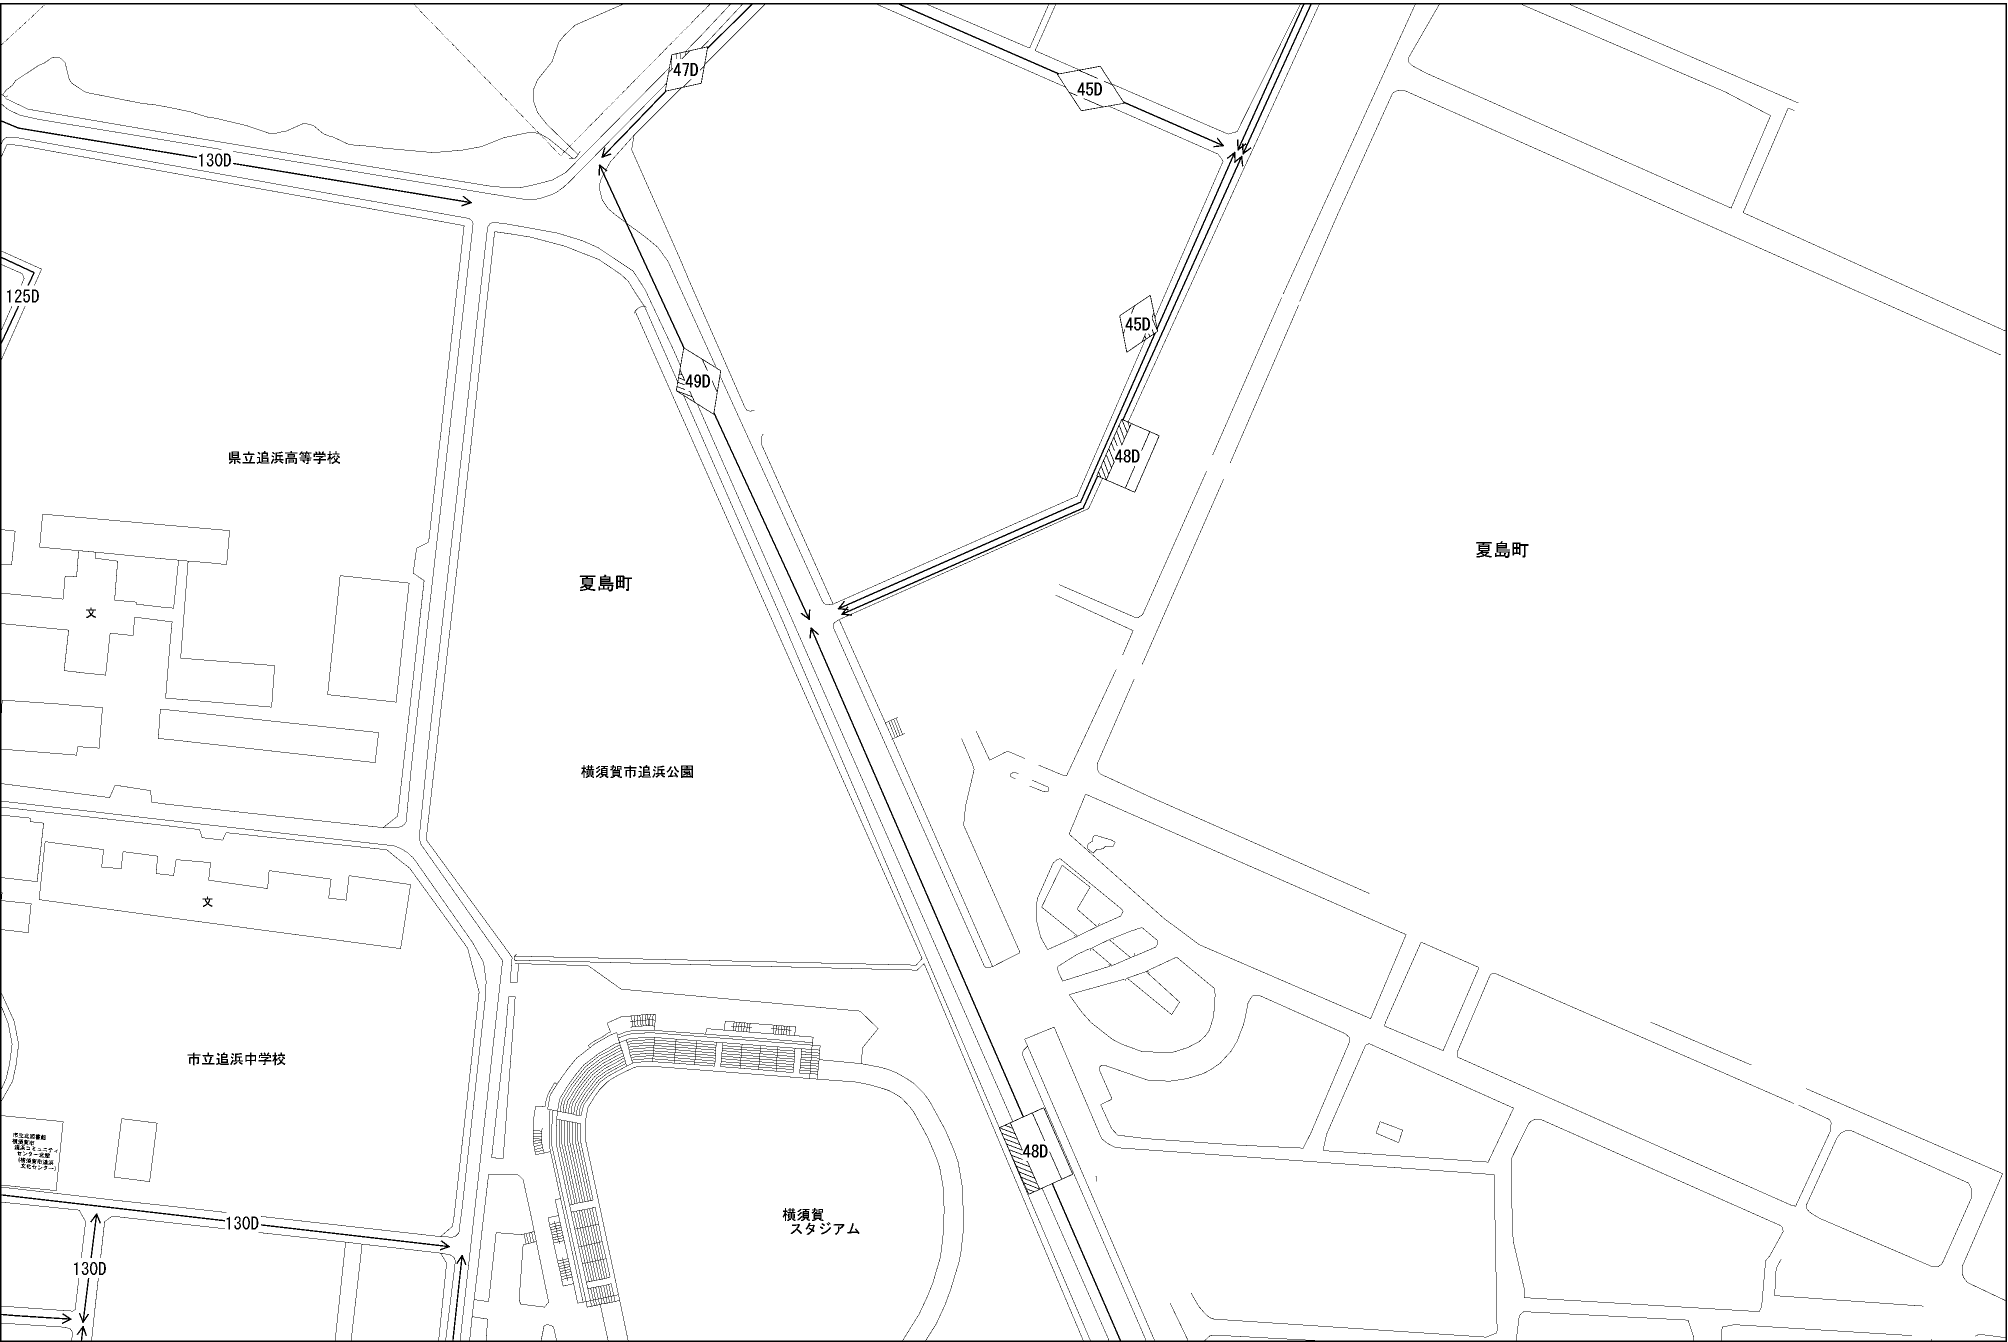 47D
45D
130D
125D
45D
49D
県立追浜高等学校
48D
夏島町
夏島町
文
横須賀市追浜公園
文
市立追浜中学校
48D
横須賀
スタジアム
130D
130D